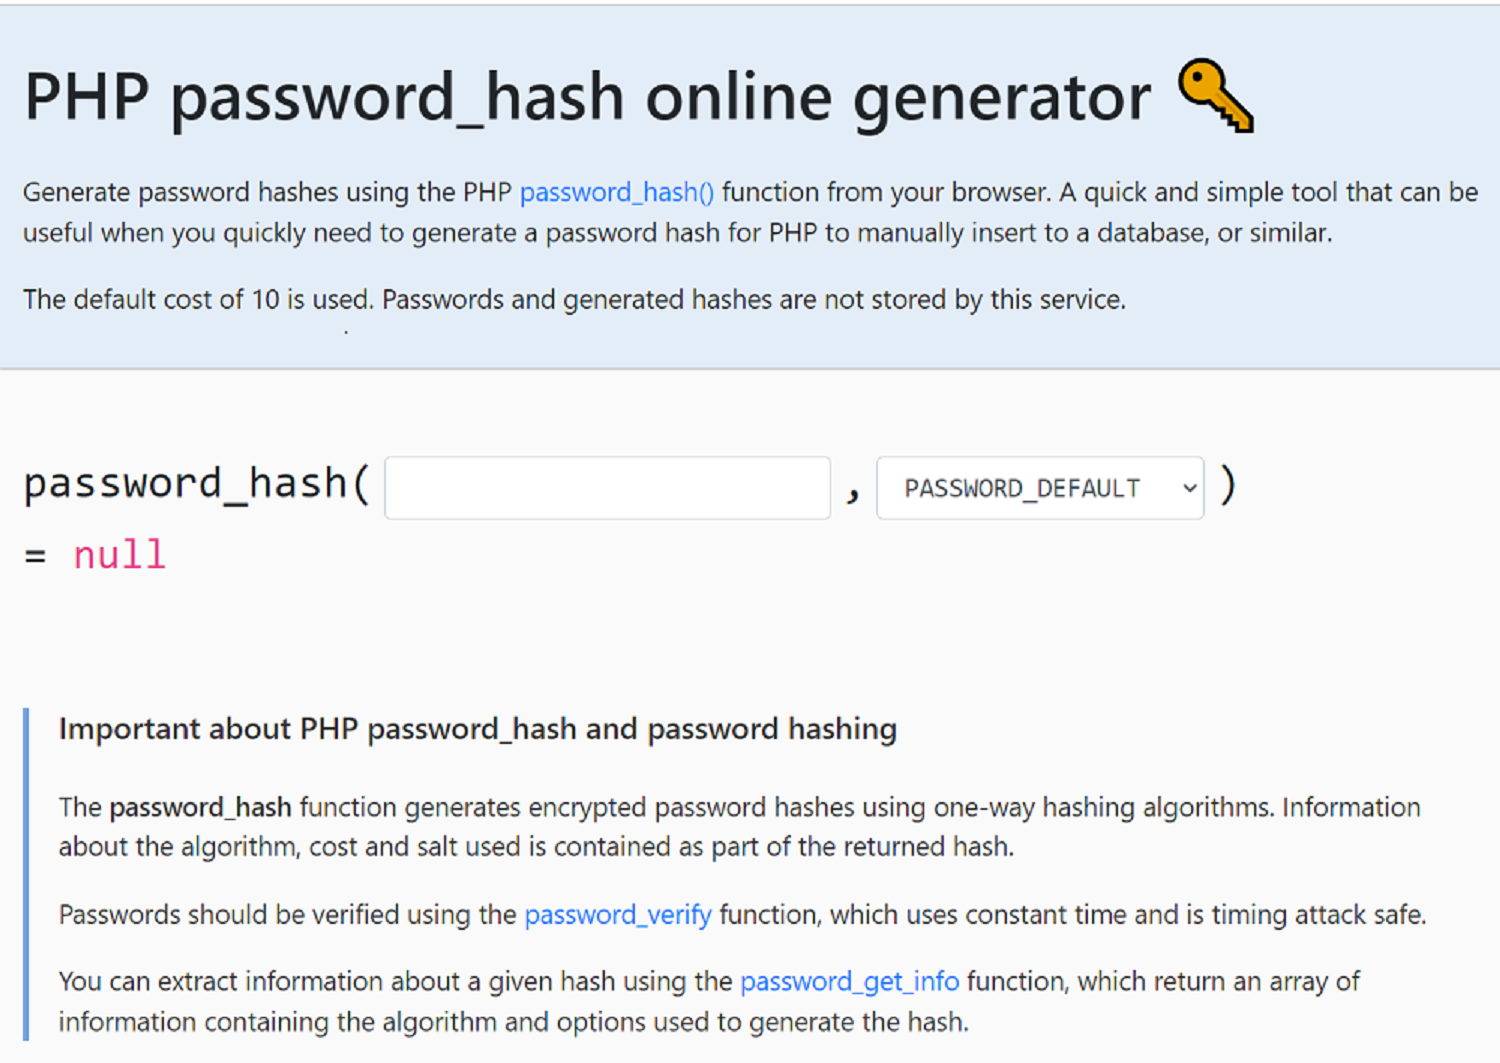 PHP password_hash online generator
Generate password hashes using the PHP password_hash() function from your browser. A quick and simple tool that can be
useful when you quickly need to generate a password hash for PHP to manually insert to a database, or similar.
The default cost of 10 is used. Passwords and generated hashes are not stored by this service.
password_hash( , PASSWORD_DEFAULT )
= null
Important about PHP password_hash and password hashing
The password_hash function generates encrypted password hashes using one-way hashing algorithms. Information
about the algorithm, cost and salt used is contained as part of the returned hash.
Passwords should be verified using the password_verify function, which uses constant time and is timing attack safe.
You can extract information about a given hash using the password_get_info function, which return an array of
information containing the algorithm and options used to generate the hash.